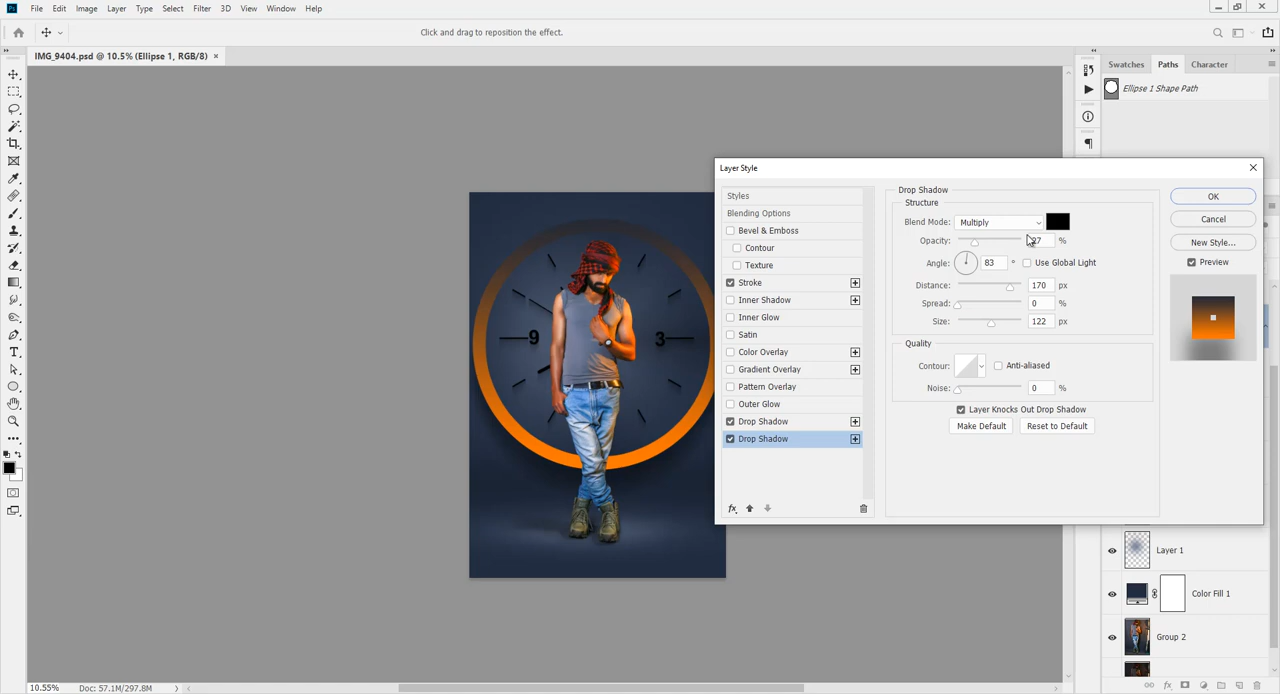 Ps File Edit Image Layer Type Select Filter 3D View Window Help
Click and drag to reposition the effect.
IMG_9404.psd @ 10.5% (Ellipse 1, RGB/8) ×
Swatches Paths Character
Ellipse 1 Shape Path
Layer Style
Styles
Blending Options
Bevel & Emboss
Contour
Texture
Stroke
Inner Shadow
Inner Glow
Satin
Color Overlay
Gradient Overlay
Pattern Overlay
Outer Glow
Drop Shadow
Drop Shadow
fx
Drop Shadow
Structure
Blend Mode: Multiply
Opacity: 27 %
Angle: 83 ° Use Global Light
Distance: 170 px
Spread: 0 %
Size: 122 px
Quality
Contour: Anti-aliased
Noise: 0 %
Layer Knocks Out Drop Shadow
Make Default Reset to Default
OK
Cancel
New Style...
Preview
9 3
T
Layer 1
Color Fill 1
Group 2
fx
10.55% Doc: 57.1M/297.8M